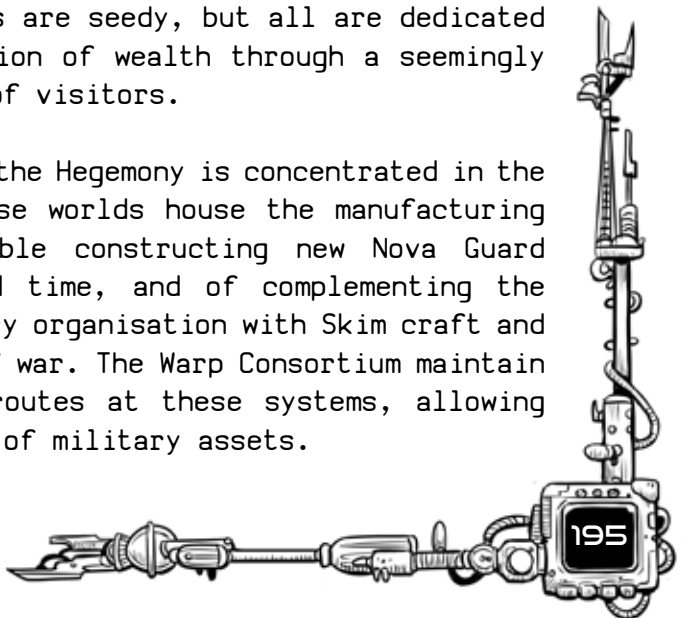 s are seedy, but all are dedicated
ion of wealth through a seemingly
of visitors.
the Hegemony is concentrated in the
se worlds house the manufacturing
ble constructing new Nova Guard
time, and of complementing the
y organisation with Skim craft and
war. The Warp Consortium maintain
routes at these systems, allowing
of military assets.
195